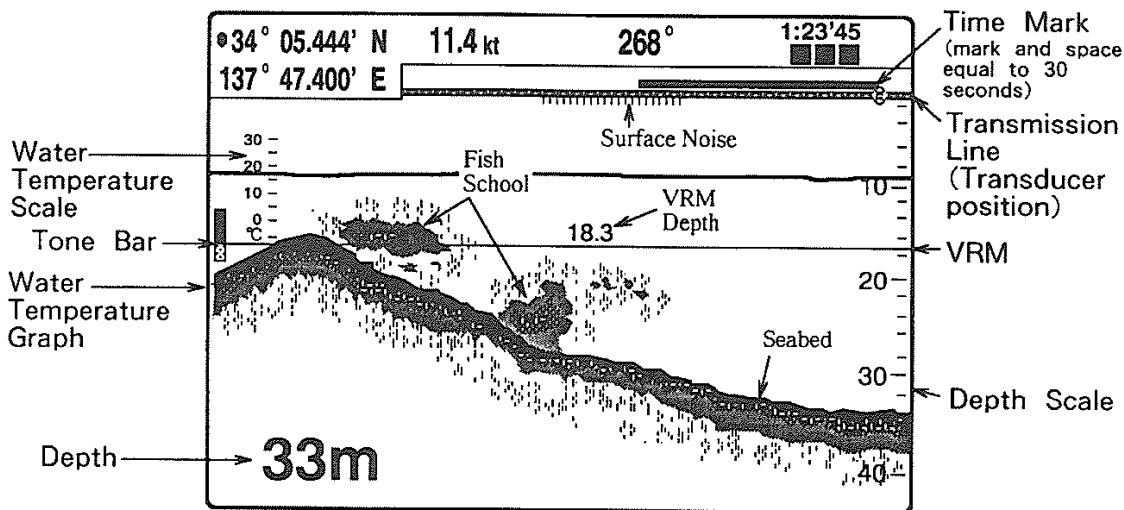 34° 05.444' N 11.4 kt 268° 1:23'45
137° 47.400' E
Time Mark
(mark and space
equal to 30
seconds)
Surface Noise
Transmission
Line
(Transducer
position)
Water
Temperature
Scale
30
20
10
0
°C
Fish
School
VRM
Depth
18.3
10
Tone Bar
VRM
Water
Temperature
Graph
20
Seabed
30
Depth Scale
Depth
33m
40